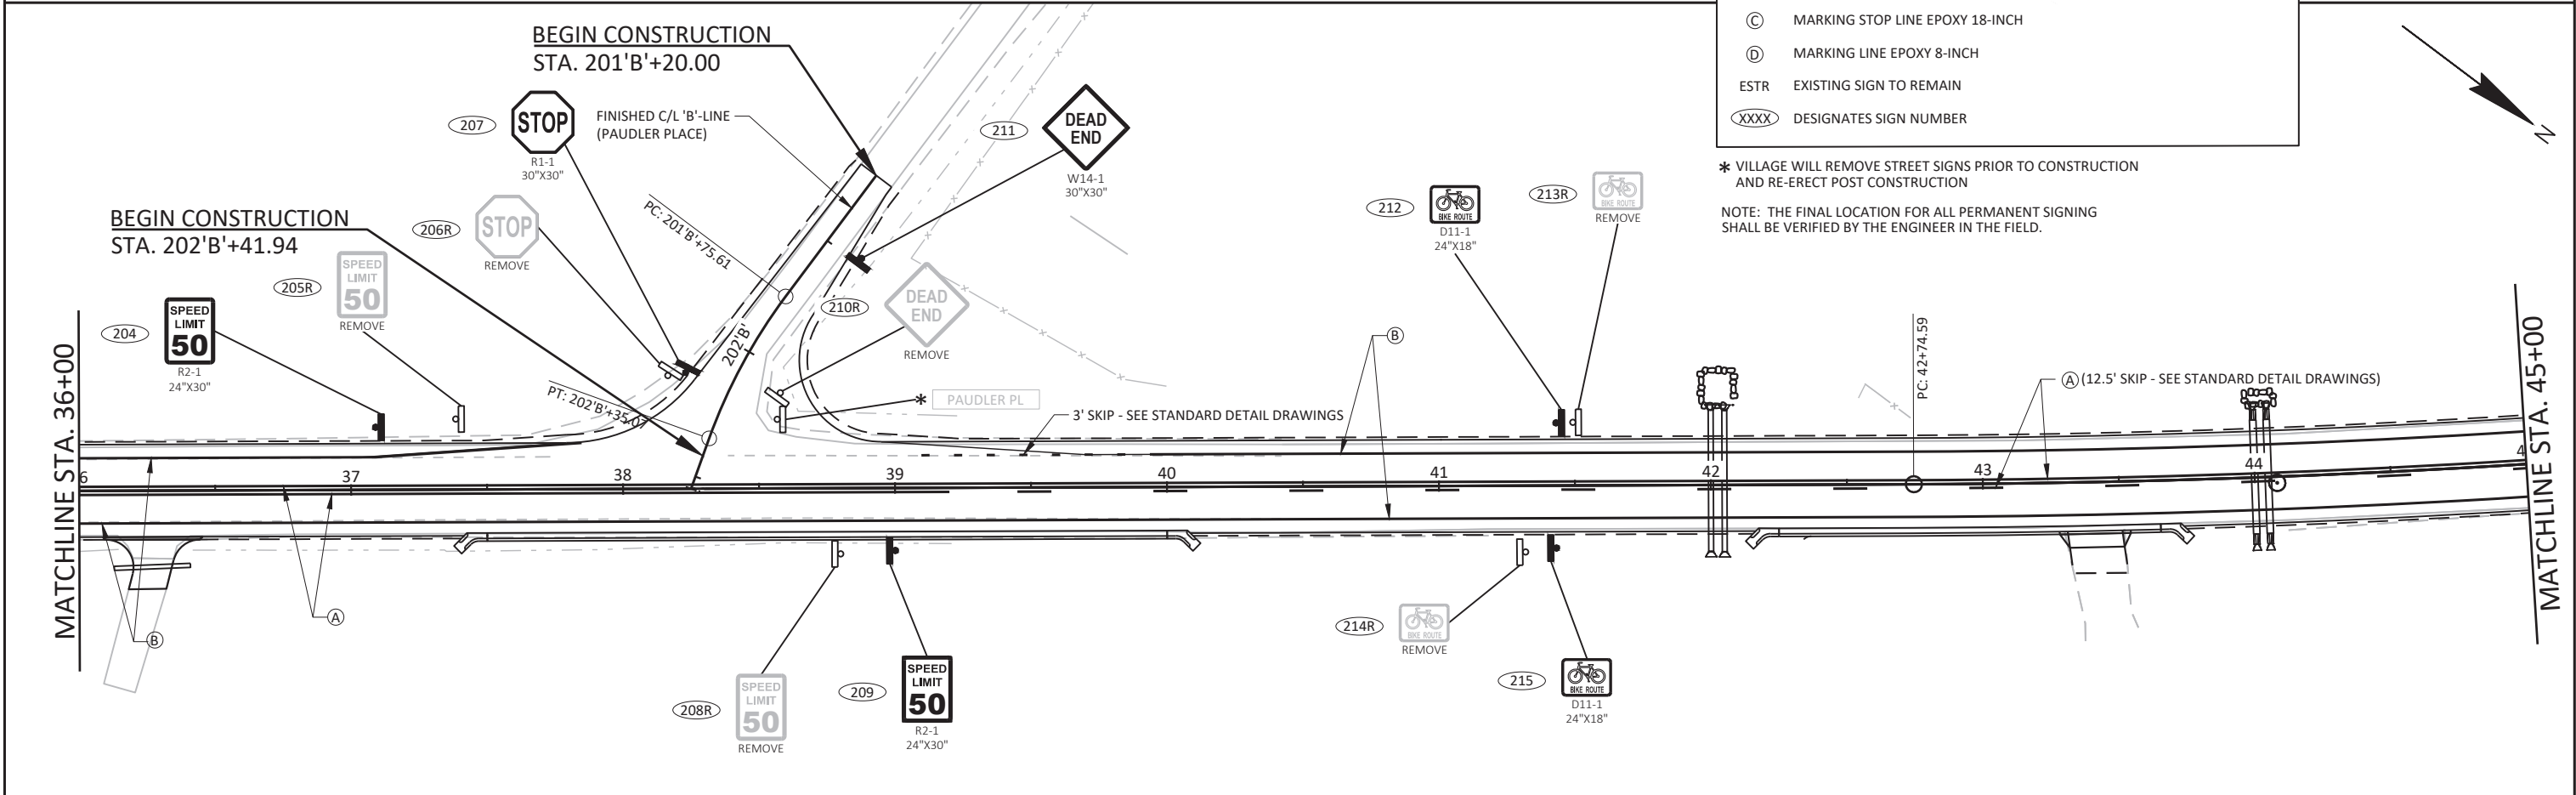 BEGIN CONSTRUCTION
STA. 201'B'+20.00
Ⓒ MARKING STOP LINE EPOXY 18-INCH
Ⓓ MARKING LINE EPOXY 8-INCH
ESTR EXISTING SIGN TO REMAIN
XXXX DESIGNATES SIGN NUMBER
* VILLAGE WILL REMOVE STREET SIGNS PRIOR TO CONSTRUCTION
AND RE-ERECT POST CONSTRUCTION
NOTE: THE FINAL LOCATION FOR ALL PERMANENT SIGNING
SHALL BE VERIFIED BY THE ENGINEER IN THE FIELD.
N
207
STOP
R1-1
30"X30"
FINISHED C/L 'B'-LINE
(PAUDLER PLACE)
211
DEAD
END
W14-1
30"X30"
206R
STOP
REMOVE
PC: 201'B'+75.61
212
BIKE ROUTE
D11-1
24"X18"
213R
BIKE ROUTE
REMOVE
BEGIN CONSTRUCTION
STA. 202'B'+41.94
205R
SPEED
LIMIT
50
REMOVE
204
SPEED
LIMIT
50
R2-1
24"X30"
210R
DEAD
END
REMOVE
202'B'
PT: 202'B'+35.07
* PAUDLER PL
3' SKIP - SEE STANDARD DETAIL DRAWINGS
Ⓑ
PC: 42+74.59
Ⓐ (12.5' SKIP - SEE STANDARD DETAIL DRAWINGS)
MATCHLINE STA. 36+00
MATCHLINE STA. 45+00
6
37
38
39
40
41
42
43
44
4
Ⓑ
Ⓐ
208R
SPEED
LIMIT
50
REMOVE
209
SPEED
LIMIT
50
R2-1
24"X30"
214R
BIKE ROUTE
REMOVE
215
BIKE ROUTE
D11-1
24"X18"